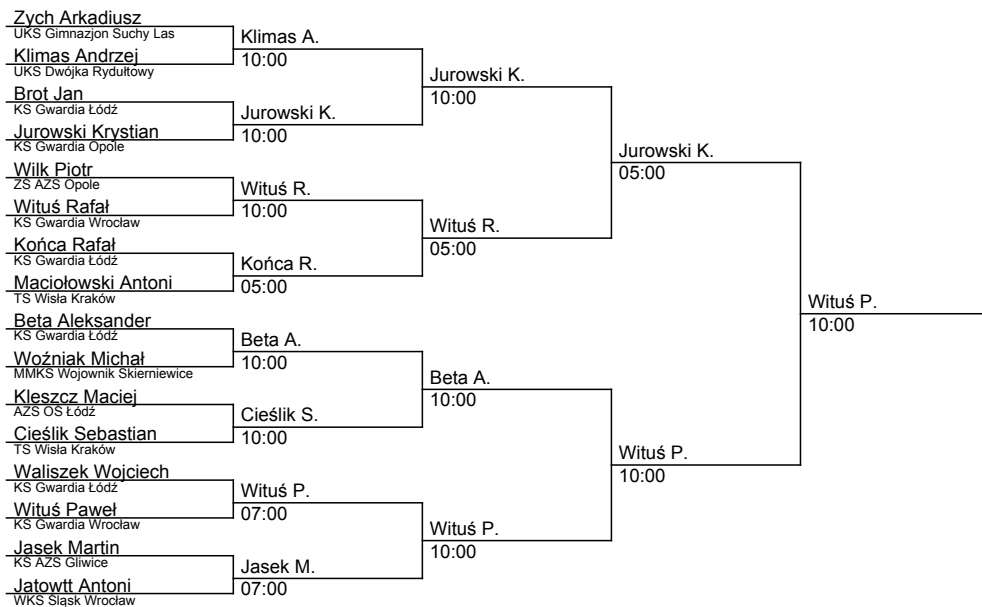 Zych Arkadiusz
UKS Gimnazjon Suchy Las
Klimas Andrzej
UKS Dwójka Rydułtowy
Brot Jan
KS Gwardia Łódź
Jurowski Krystian
KS Gwardia Opole
Wilk Piotr
ZS AZS Opole
Wituś Rafał
KS Gwardia Wrocław
Końca Rafał
KS Gwardia Łódź
Maciołowski Antoni
TS Wisła Kraków
Beta Aleksander
KS Gwardia Łódź
Woźniak Michał
MMKS Wojownik Skierniewice
Kleszcz Maciej
AZS OŚ Łódź
Cieślik Sebastian
TS Wisła Kraków
Waliszek Wojciech
KS Gwardia Łódź
Wituś Paweł
KS Gwardia Wrocław
Jasek Martin
KS AZS Gliwice
Jatowtt Antoni
WKS Śląsk Wrocław
Klimas A.
10:00
Jurowski K.
10:00
Wituś R.
10:00
Końca R.
05:00
Beta A.
10:00
Cieślik S.
10:00
Wituś P.
07:00
Jasek M.
07:00
Jurowski K.
10:00
Wituś R.
05:00
Beta A.
10:00
Wituś P.
10:00
Jurowski K.
05:00
Wituś P.
10:00
Wituś P.
10:00